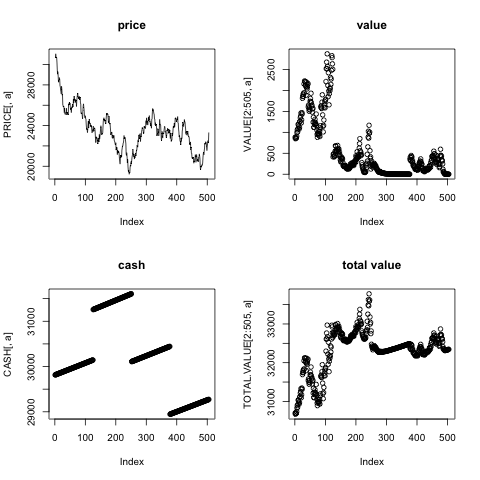 price
PRICE[, a]
20000 24000 28000
0 100 200 300 400 500
Index
value
VALUE[2:505, a]
0 500 1500 2500
0 100 200 300 400 500
Index
cash
CASH[, a]
29000 30000 31000
0 100 200 300 400 500
Index
total value
TOTAL.VALUE[2:505, a]
31000 32000 33000
0 100 200 300 400 500
Index